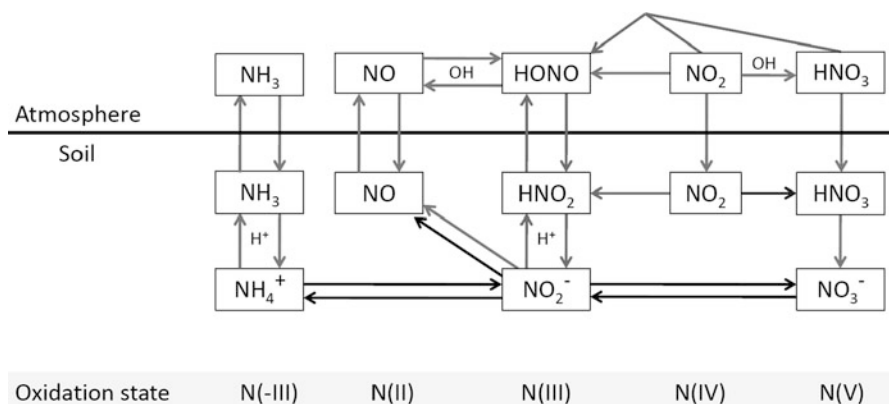 NH₃ NO OH HONO NO₂ OH HNO₃
Atmosphere
Soil
NH₃ NO HNO₂ NO₂ HNO₃
H⁺ H⁺
NH₄⁺ NO₂⁻ NO₃⁻
Oxidation state N(-III) N(II) N(III) N(IV) N(V)